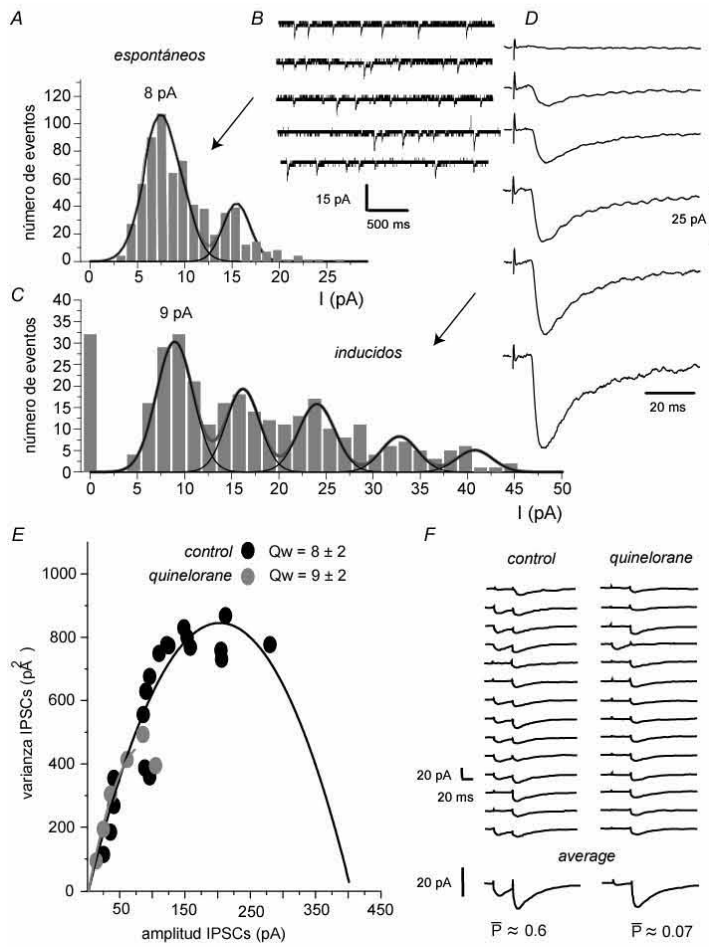 A
espontáneos
8 pA
número de eventos
120
100
80
60
40
20
0
0 5 10 15 20 25
I (pA)
B
15 pA
500 ms
C
9 pA
inducidos
número de eventos
40
35
30
25
20
15
10
5
0
0 5 10 15 20 25 30 35 40 45 50
I (pA)
D
25 pA
20 ms
E
control Qw = 8 ± 2
quinelorane Qw = 9 ± 2
varianza IPSCs (pA²)
1000
800
600
400
200
0
50 150 250 350 450
amplitud IPSCs (pA)
F
control quinelorane
20 pA
20 ms
average
20 pA
P̅ ≈ 0.6 P̅ ≈ 0.07